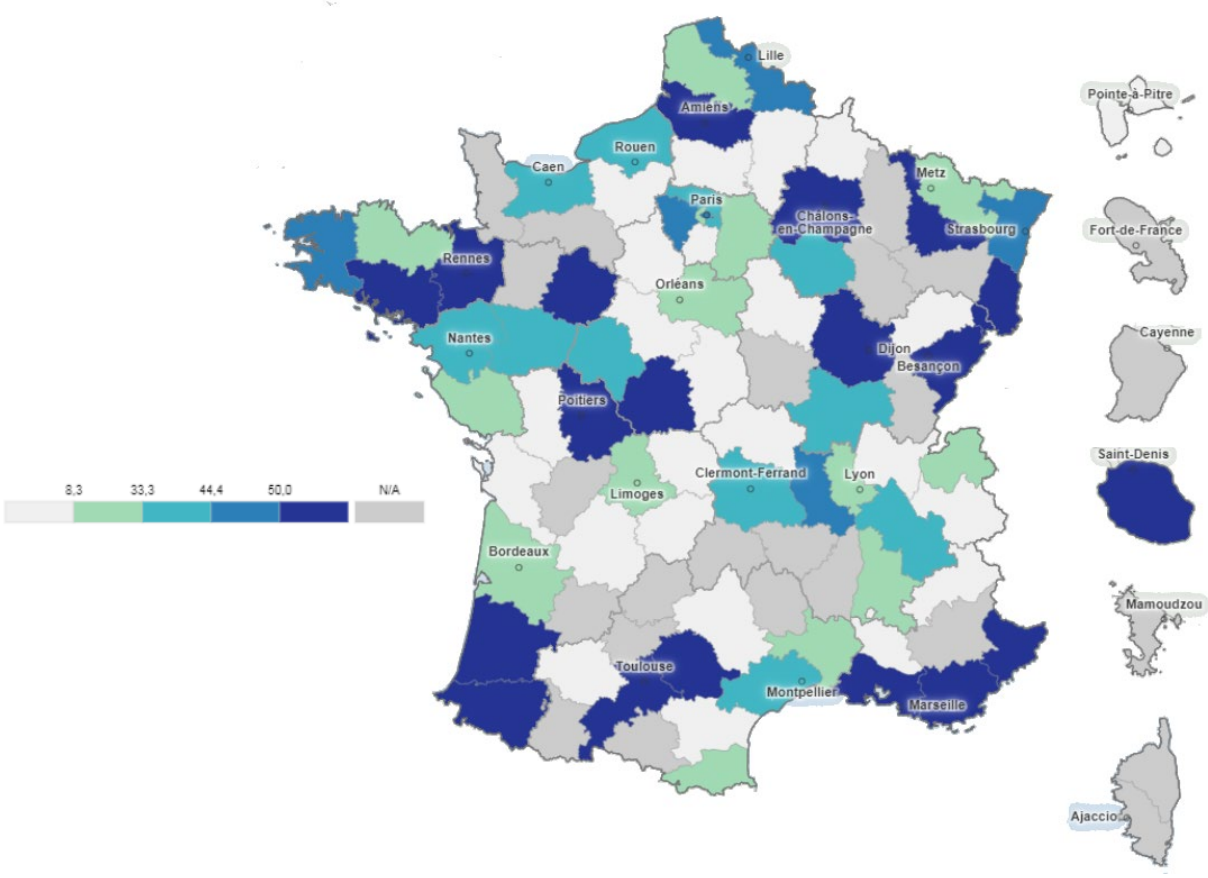 Lille
Pointe-à-Pitre
Amiens
Rouen
Caen
Metz
Paris
Châlons-
en-Champagne
Strasbourg
Fort-de-France
Rennes
Orléans
Nantes
Cayenne
Dijon
Besançon
Poitiers
Saint-Denis
Clermont-Ferrand
Lyon
8,3 33,3 44,4 50,0 N/A
Limoges
Bordeaux
Mamoudzou
Toulouse
Montpellier
Marseille
Ajaccio